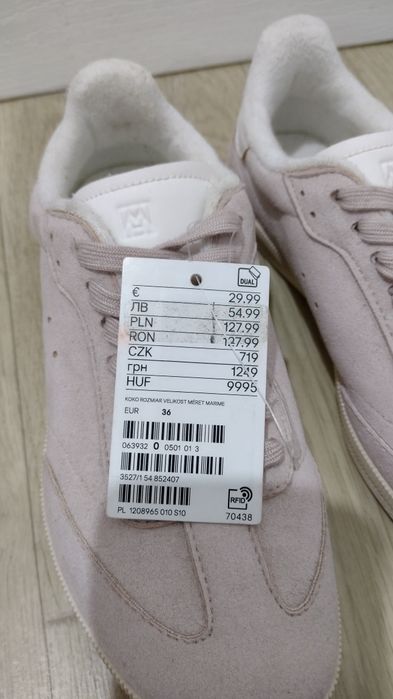 DUAL
€ 29.99
ЛВ 54.99
PLN 127.99
RON 137.99
CZK 719
грн 1249
HUF 9995
KOKO ROZMIAR VELIKOST MÉRET MARIME
EUR 36
063932 0 0501 01 3
3527/1 54 852407
RFID
PL 1208965 010 S10 70438